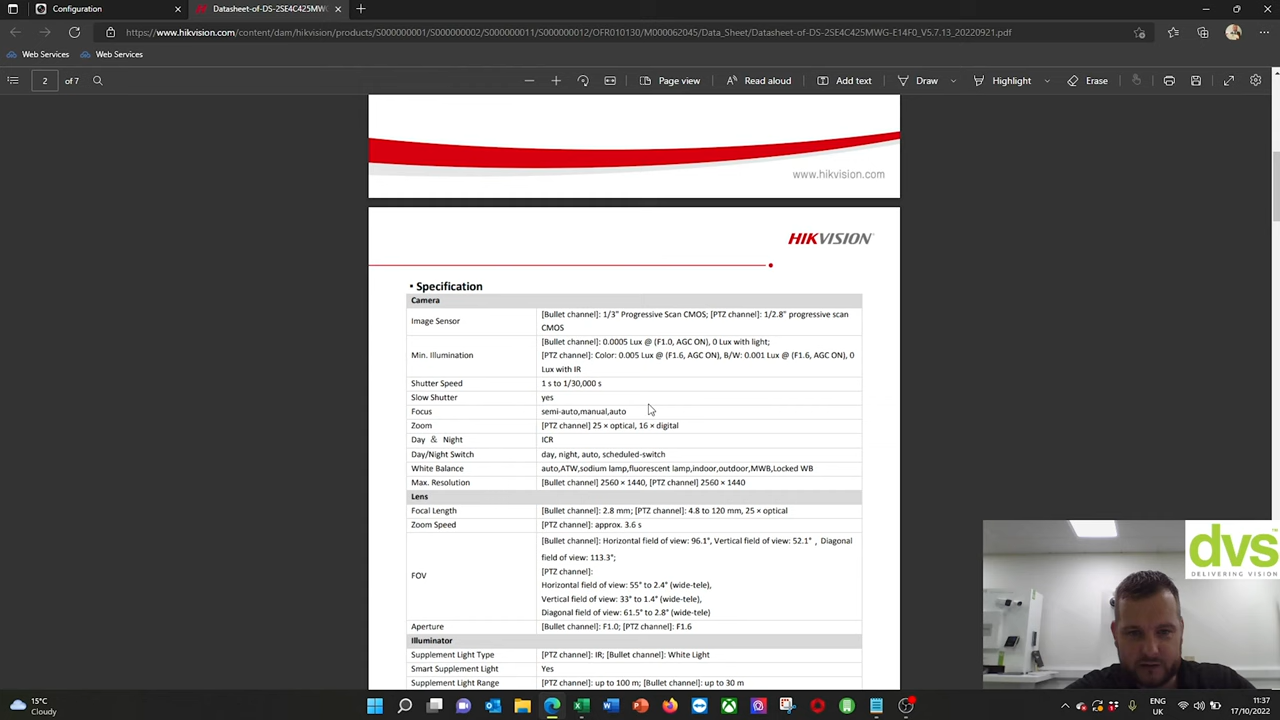 Configuration
Datasheet-of-DS-2SE4C425MW
https://www.hikvision.com/content/dam/hikvision/products/S000000001/S000000002/S000000011/S000000012/OFR010130/M000062045/Data_Sheet/Datasheet-of-DS-2SE4C425MWG-E14F0_V5.7.13_20220921.pdf
Web Services
Web Services
2 of 7
Page view
Read aloud
Add text
Draw
Highlight
Erase
www.hikvision.com
HIKVISION
• Specification
Camera
Image Sensor
[Bullet channel]: 1/3" Progressive Scan CMOS; [PTZ channel]: 1/2.8" progressive scan
CMOS
Min. Illumination
[Bullet channel]: 0.0005 Lux @ (F1.0, AGC ON), 0 Lux with light;
[PTZ channel]: Color: 0.005 Lux @ (F1.6, AGC ON), B/W: 0.001 Lux @ (F1.6, AGC ON), 0
Lux with IR
Shutter Speed 1 s to 1/30,000 s
Slow Shutter yes
Focus semi-auto,manual,auto
Zoom [PTZ channel] 25 × optical, 16 × digital
Day & Night ICR
Day/Night Switch day, night, auto, scheduled-switch
White Balance auto,ATW,sodium lamp,fluorescent lamp,indoor,outdoor,MWB,Locked WB
Max. Resolution [Bullet channel] 2560 × 1440, [PTZ channel] 2560 × 1440
Lens
Focal Length [Bullet channel]: 2.8 mm; [PTZ channel]: 4.8 to 120 mm, 25 × optical
Zoom Speed [PTZ channel]: approx. 3.6 s
FOV
[Bullet channel]: Horizontal field of view: 96.1°, Vertical field of view: 52.1° , Diagonal
field of view: 113.3°;
[PTZ channel]:
Horizontal field of view: 55° to 2.4° (wide-tele),
Vertical field of view: 33° to 1.4° (wide-tele),
Diagonal field of view: 61.5° to 2.8° (wide-tele)
Aperture [Bullet channel]: F1.0; [PTZ channel]: F1.6
Illuminator
Supplement Light Type [PTZ channel]: IR; [Bullet channel]: White Light
Smart Supplement Light Yes
Supplement Light Range [PTZ channel]: up to 100 m; [Bullet channel]: up to 30 m
dvs™
DELIVERING VISION
15°C
Cloudy
ENG
UK
11:37
17/10/2022